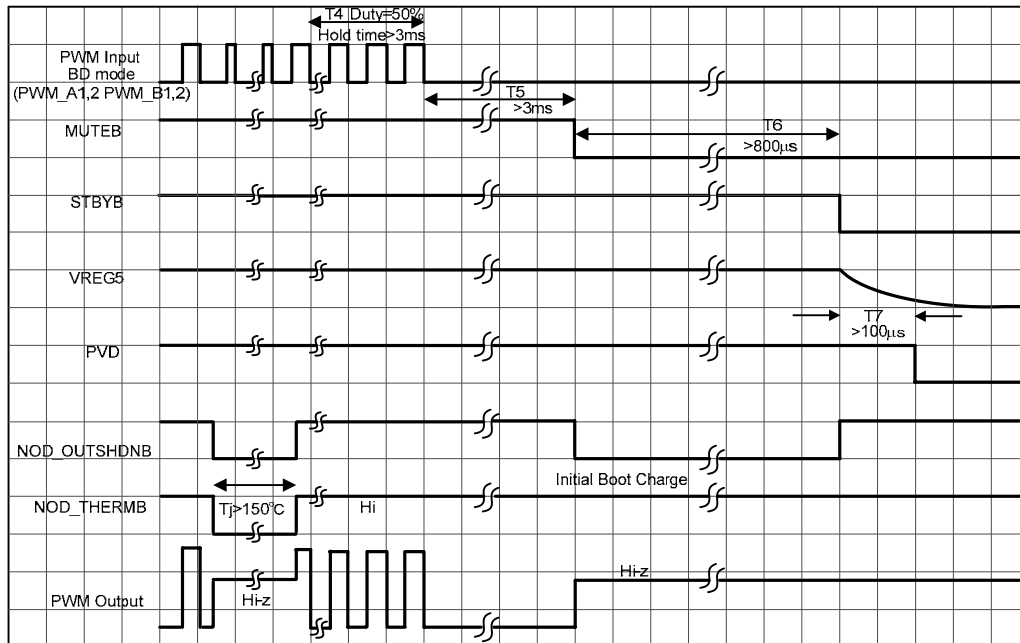 T4 Duty=50%
Hold time>3ms
PWM Input
BD mode
(PWM_A1,2 PWM_B1,2)
T5
>3ms
MUTEB
T6
>800μs
STBYB
VREG5
T7
>100μs
PVD
NOD_OUTSHDNB
Initial Boot Charge
NOD_THERMB
Tj>150°C
Hi
Hi-z
PWM Output
Hi-z